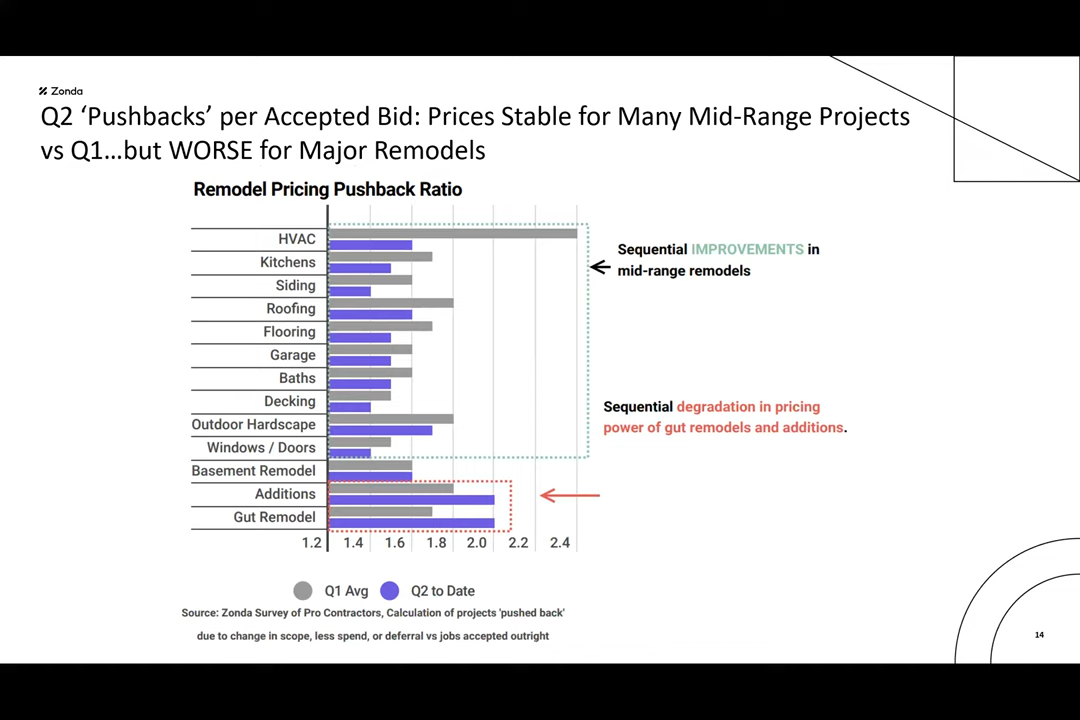 Zonda
Q2 ‘Pushbacks’ per Accepted Bid: Prices Stable for Many Mid-Range Projects
vs Q1…but WORSE for Major Remodels
Remodel Pricing Pushback Ratio
HVAC
Kitchens
Siding
Roofing
Flooring
Garage
Baths
Decking
Outdoor Hardscape
Windows / Doors
Basement Remodel
Additions
Gut Remodel
1.2 1.4 1.6 1.8 2.0 2.2 2.4
Sequential IMPROVEMENTS in
mid-range remodels
Sequential degradation in pricing
power of gut remodels and additions.
Q1 Avg Q2 to Date
Source: Zonda Survey of Pro Contractors, Calculation of projects 'pushed back'
due to change in scope, less spend, or deferral vs jobs accepted outright
14